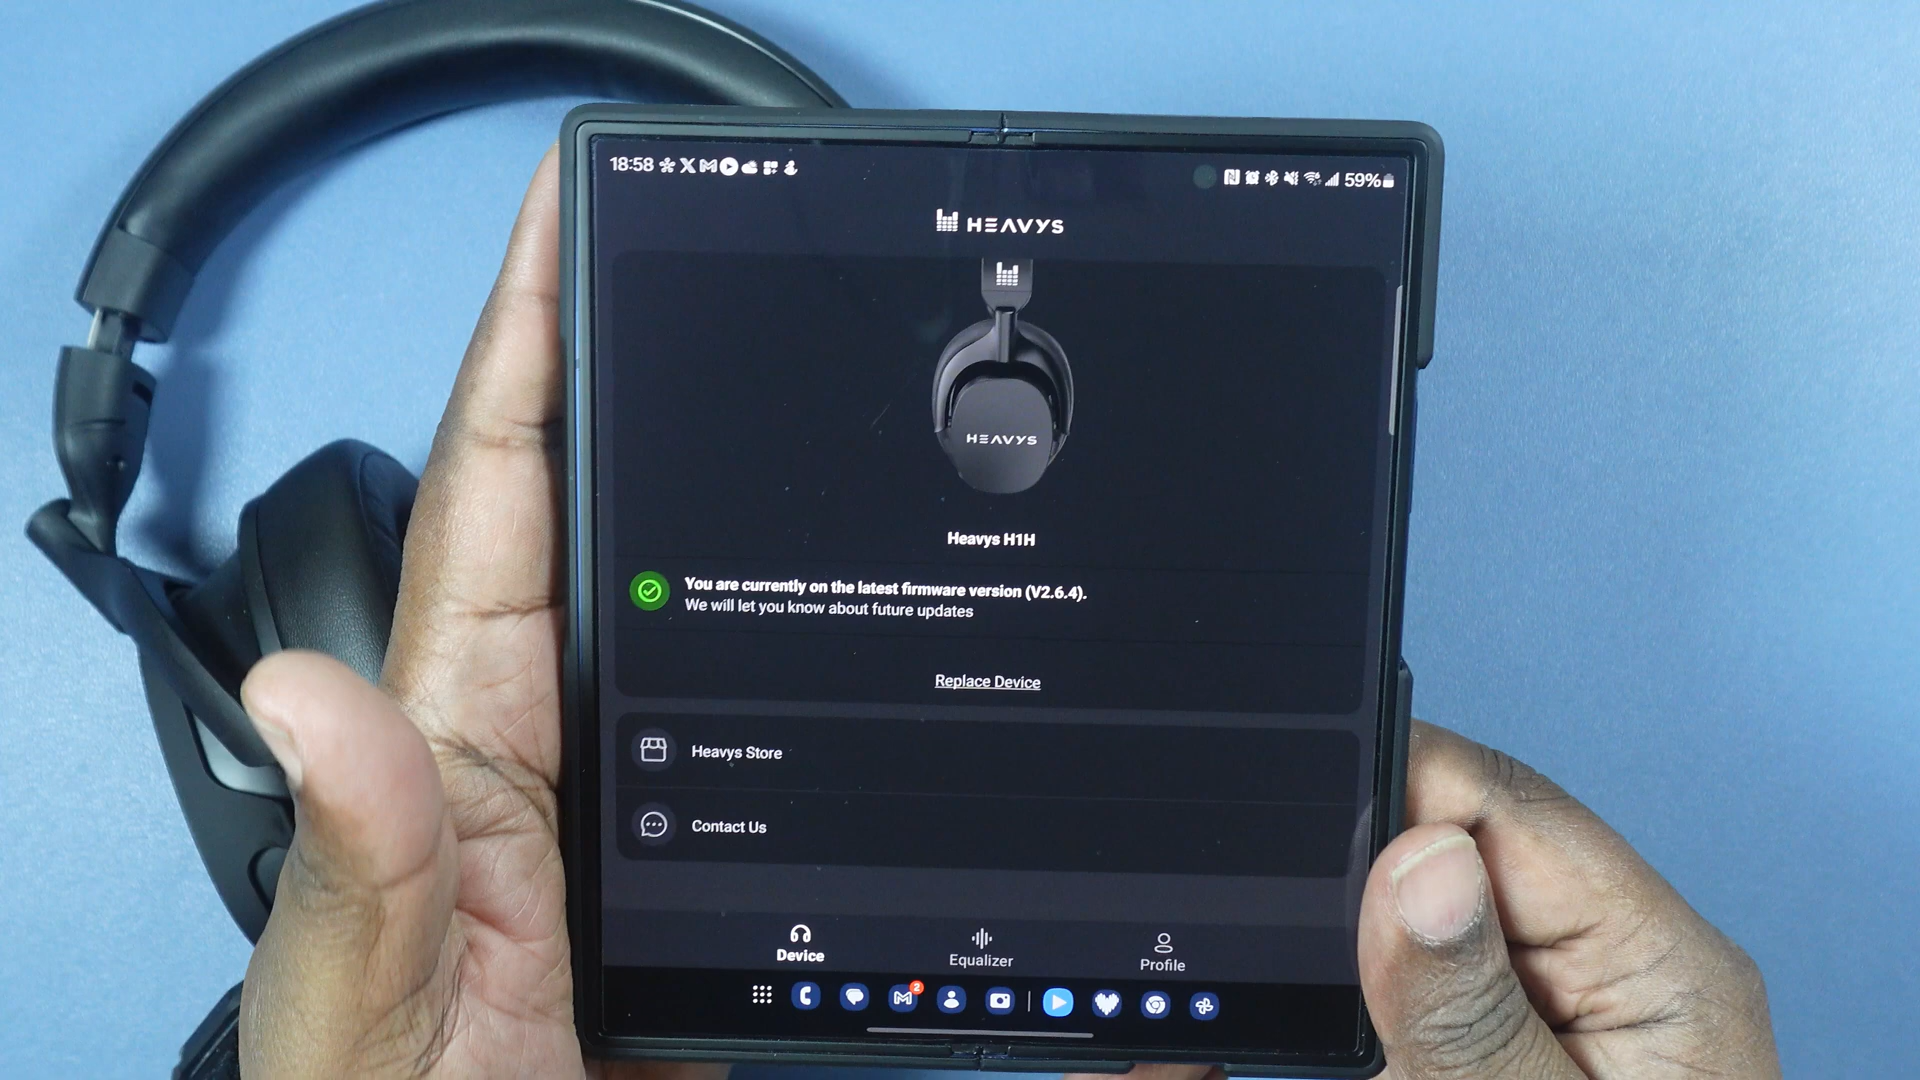 18:58
59%
HEAVYS
HEAVYS
Heavys H1H
You are currently on the latest firmware version (V2.6.4).
We will let you know about future updates
Replace Device
Heavys Store
Contact Us
Device
Equalizer
Profile
2